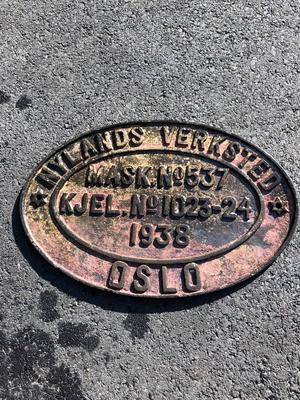 NYLANDS VERKSTED
MASK.No537
KJEL.No1023-24
1938
OSLO